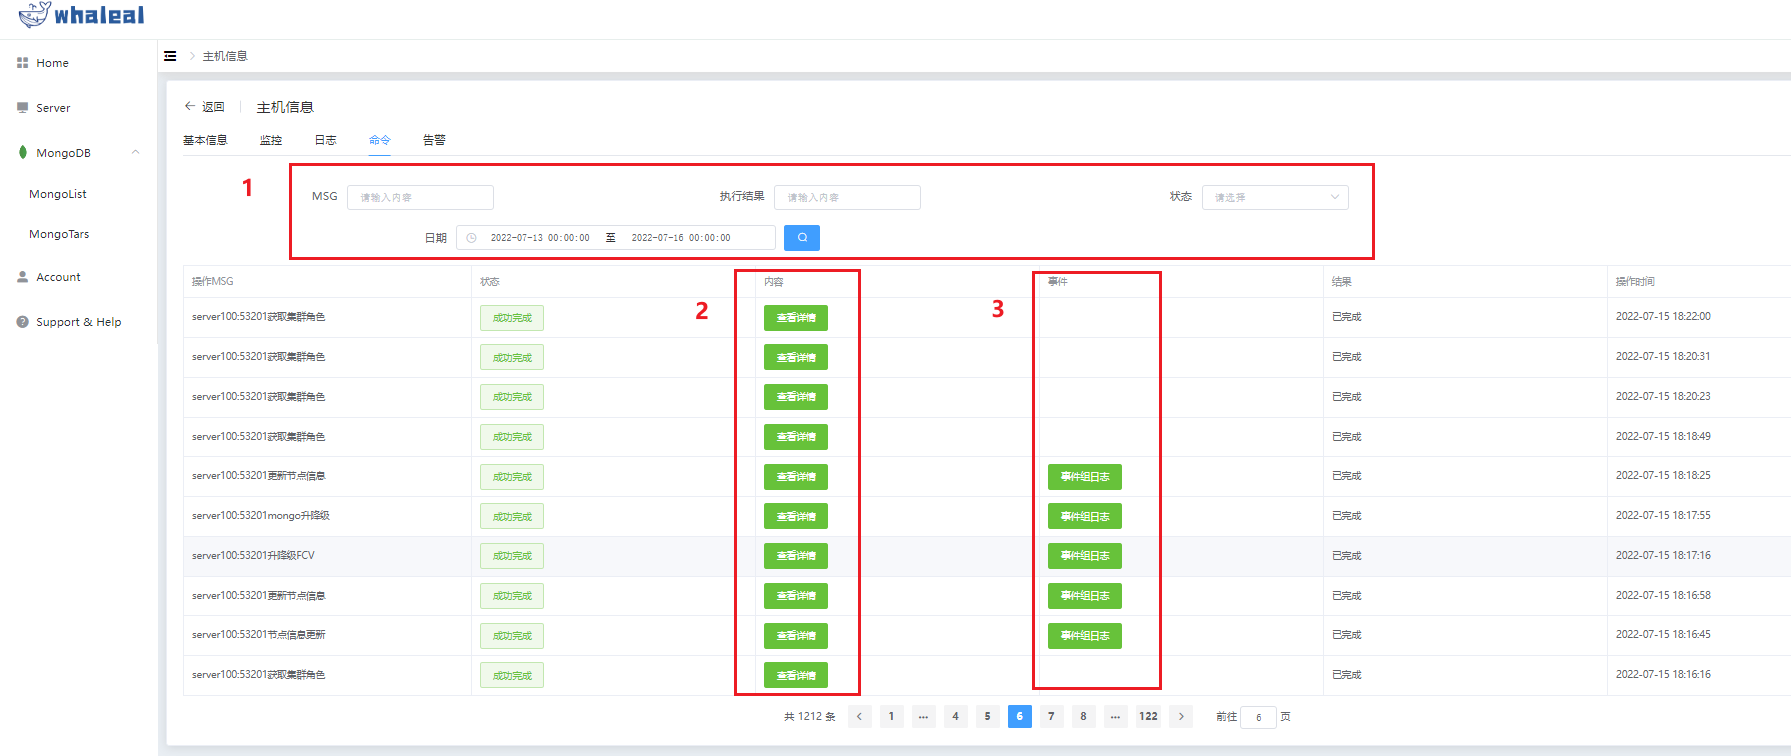 whaleal
Home
主机信息
Server
← 返回 主机信息
MongoDB
基本信息 监控 日志 命令 告警
MongoList
MongoTars
Account
Support & Help
1
MSG 请输入内容 执行结果 请输入内容 状态 请选择
日期 2022-07-13 00:00:00 至 2022-07-16 00:00:00
2 3
操作MSG 状态 内容 事件 结果 操作时间
server100:53201获取集群角色 成功完成 查看详情 已完成 2022-07-15 18:22:00
server100:53201获取集群角色 成功完成 查看详情 已完成 2022-07-15 18:20:31
server100:53201获取集群角色 成功完成 查看详情 已完成 2022-07-15 18:20:23
server100:53201获取集群角色 成功完成 查看详情 已完成 2022-07-15 18:18:49
server100:53201更新节点信息 成功完成 查看详情 事件组日志 已完成 2022-07-15 18:18:25
server100:53201mongo升降级 成功完成 查看详情 事件组日志 已完成 2022-07-15 18:17:55
server100:53201升降级FCV 成功完成 查看详情 事件组日志 已完成 2022-07-15 18:17:16
server100:53201更新节点信息 成功完成 查看详情 事件组日志 已完成 2022-07-15 18:16:58
server100:53201节点信息更新 成功完成 查看详情 事件组日志 已完成 2022-07-15 18:16:45
server100:53201获取集群角色 成功完成 查看详情 已完成 2022-07-15 18:16:16
共 1212 条 < 1 ... 4 5 6 7 8 ... 122 > 前往 6 页